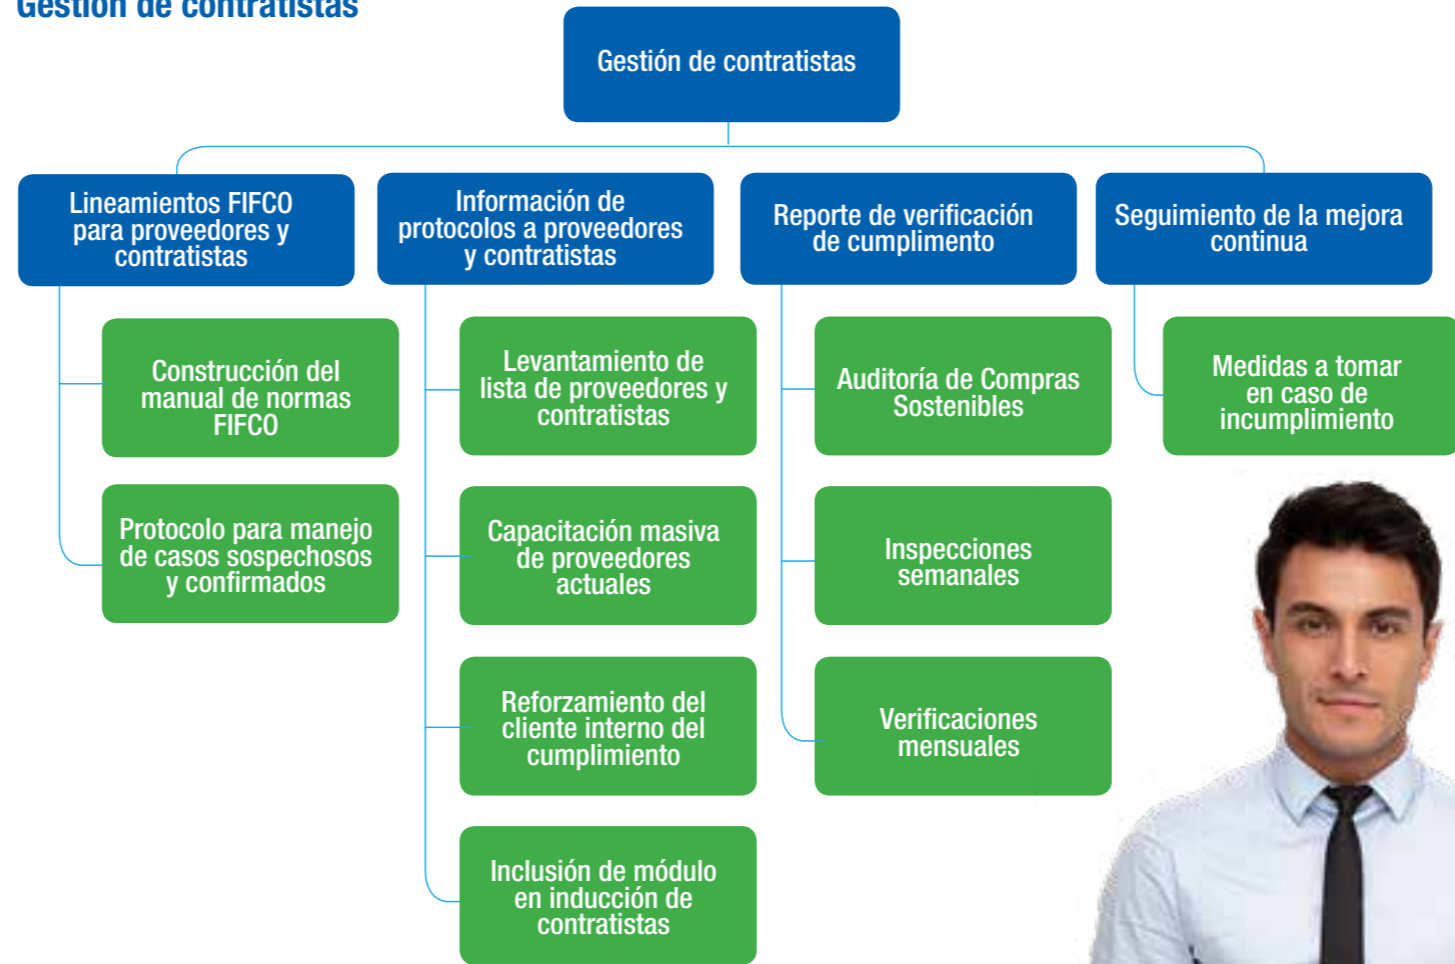 Gestión de contratistas
Gestión de contratistas
Lineamientos FIFCO
para proveedores y
contratistas
Información de
protocolos a proveedores
y contratistas
Reporte de verificación
de cumplimento
Seguimiento de la mejora
continua
Construcción del
manual de normas
FIFCO
Protocolo para manejo
de casos sospechosos
y confirmados
Levantamiento de
lista de proveedores y
contratistas
Capacitación masiva
de proveedores
actuales
Reforzamiento del
cliente interno del
cumplimiento
Inclusión de módulo
en inducción de
contratistas
Auditoría de Compras
Sostenibles
Inspecciones
semanales
Verificaciones
mensuales
Medidas a tomar
en caso de
incumplimiento